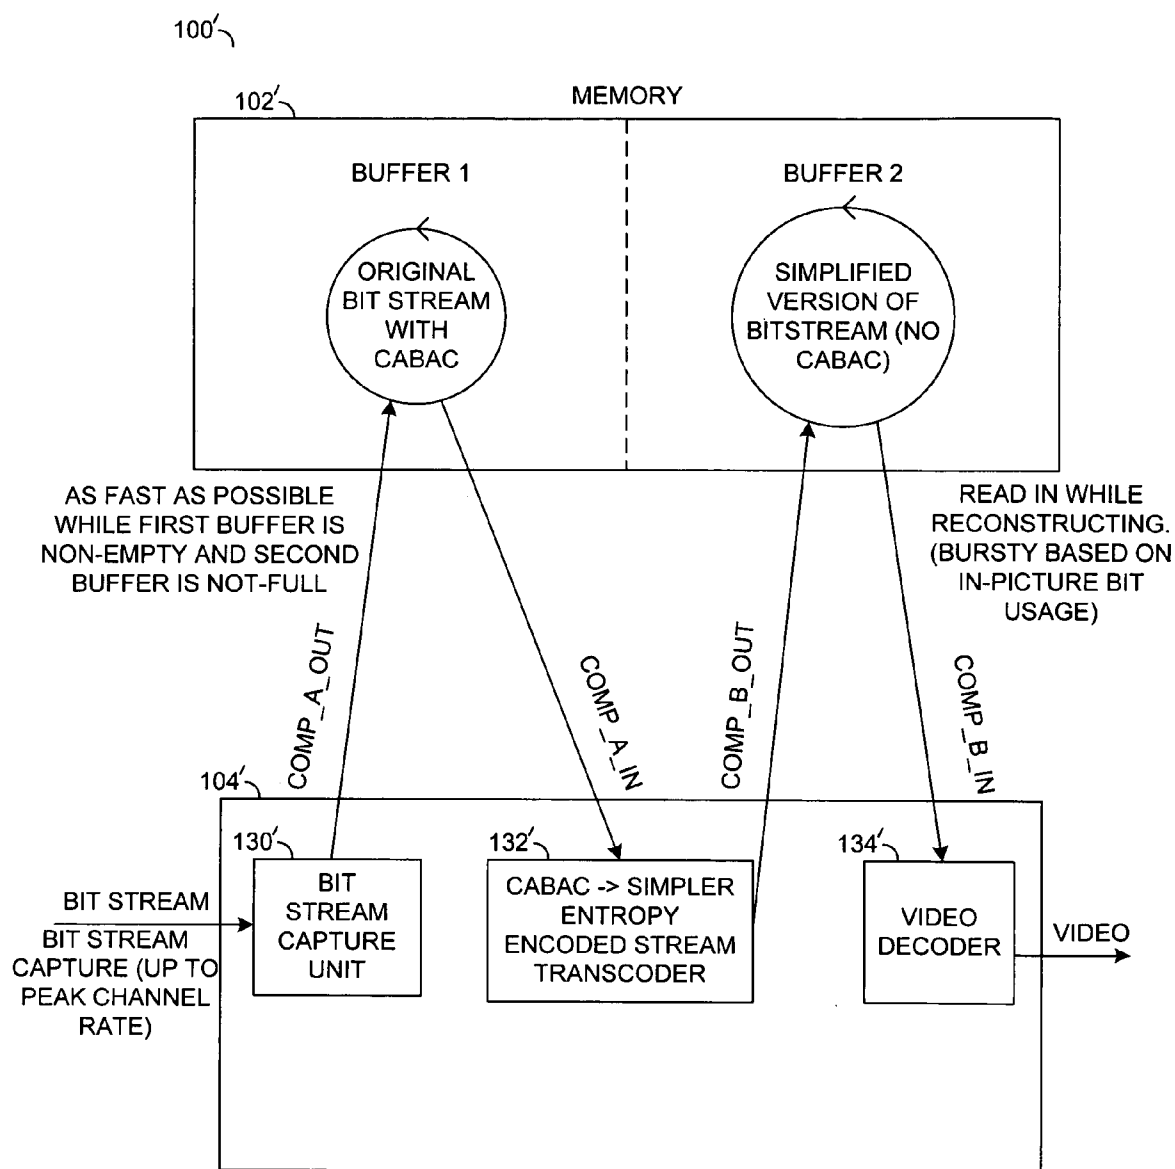 100'
102'
MEMORY
BUFFER 1
BUFFER 2
ORIGINAL
BIT STREAM
WITH
CABAC
SIMPLIFIED
VERSION OF
BITSTREAM (NO
CABAC)
AS FAST AS POSSIBLE
WHILE FIRST BUFFER IS
NON-EMPTY AND SECOND
BUFFER IS NOT-FULL
READ IN WHILE
RECONSTRUCTING.
(BURSTY BASED ON
IN-PICTURE BIT
USAGE)
COMP_A_OUT
COMP_A_IN
COMP_B_OUT
COMP_B_IN
104'
130'
BIT
STREAM
CAPTURE
UNIT
132'
CABAC -> SIMPLER
ENTROPY
ENCODED STREAM
TRANSCODER
134'
VIDEO
DECODER
BIT STREAM
BIT STREAM
CAPTURE (UP TO
PEAK CHANNEL
RATE)
VIDEO